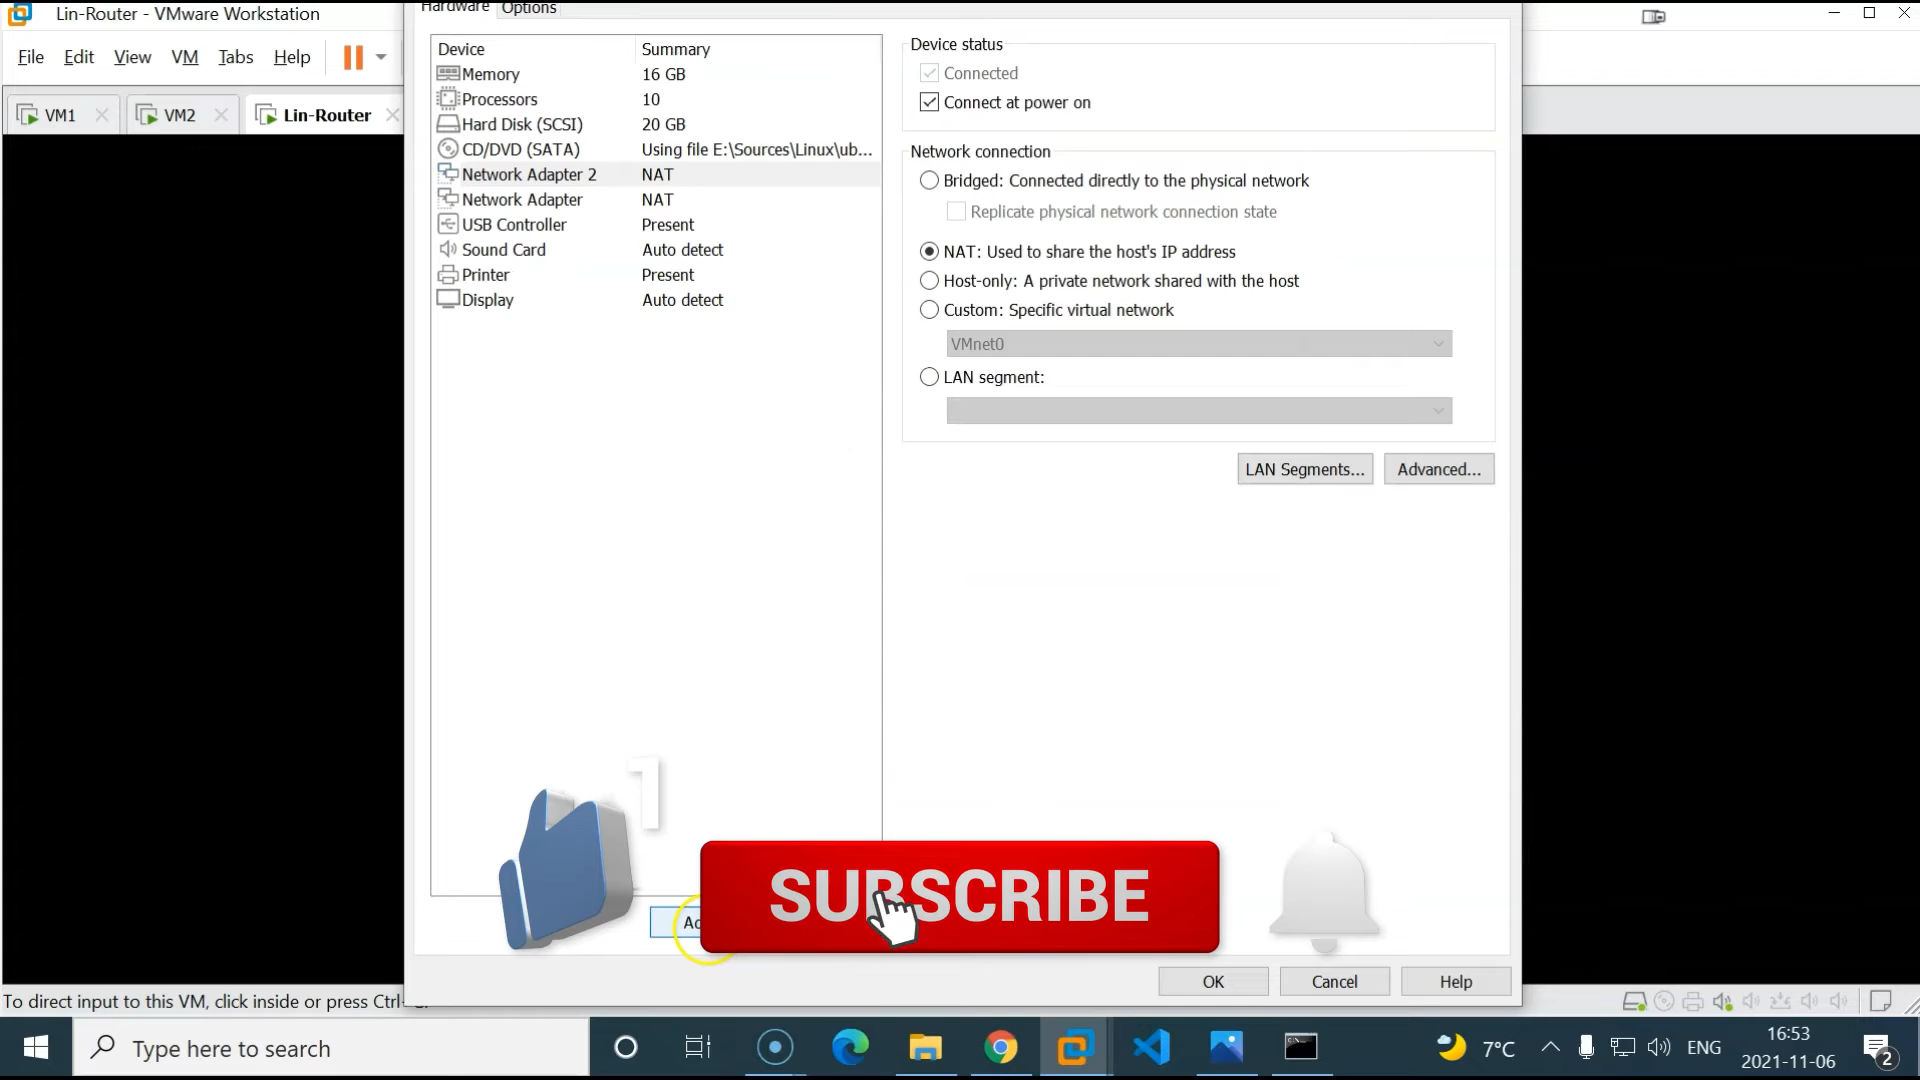 Lin-Router - VMware Workstation
File Edit View VM Tabs Help
VM1
VM2
Lin-Router
Hardware Options
Device Summary
Memory 16 GB
Processors 10
Hard Disk (SCSI) 20 GB
CD/DVD (SATA) Using file E:\Sources\Linux\ub...
Network Adapter 2 NAT
Network Adapter NAT
USB Controller Present
Sound Card Auto detect
Printer Present
Display Auto detect
Device status
Connected
Connect at power on
Network connection
Bridged: Connected directly to the physical network
Replicate physical network connection state
NAT: Used to share the host's IP address
Host-only: A private network shared with the host
Custom: Specific virtual network
VMnet0
LAN segment:
LAN Segments... Advanced...
1
SUBSCRIBE
OK Cancel Help
To direct input to this VM, click inside or press Ctrl-
Type here to search
7°C
ENG
16:53
2021-11-06
2